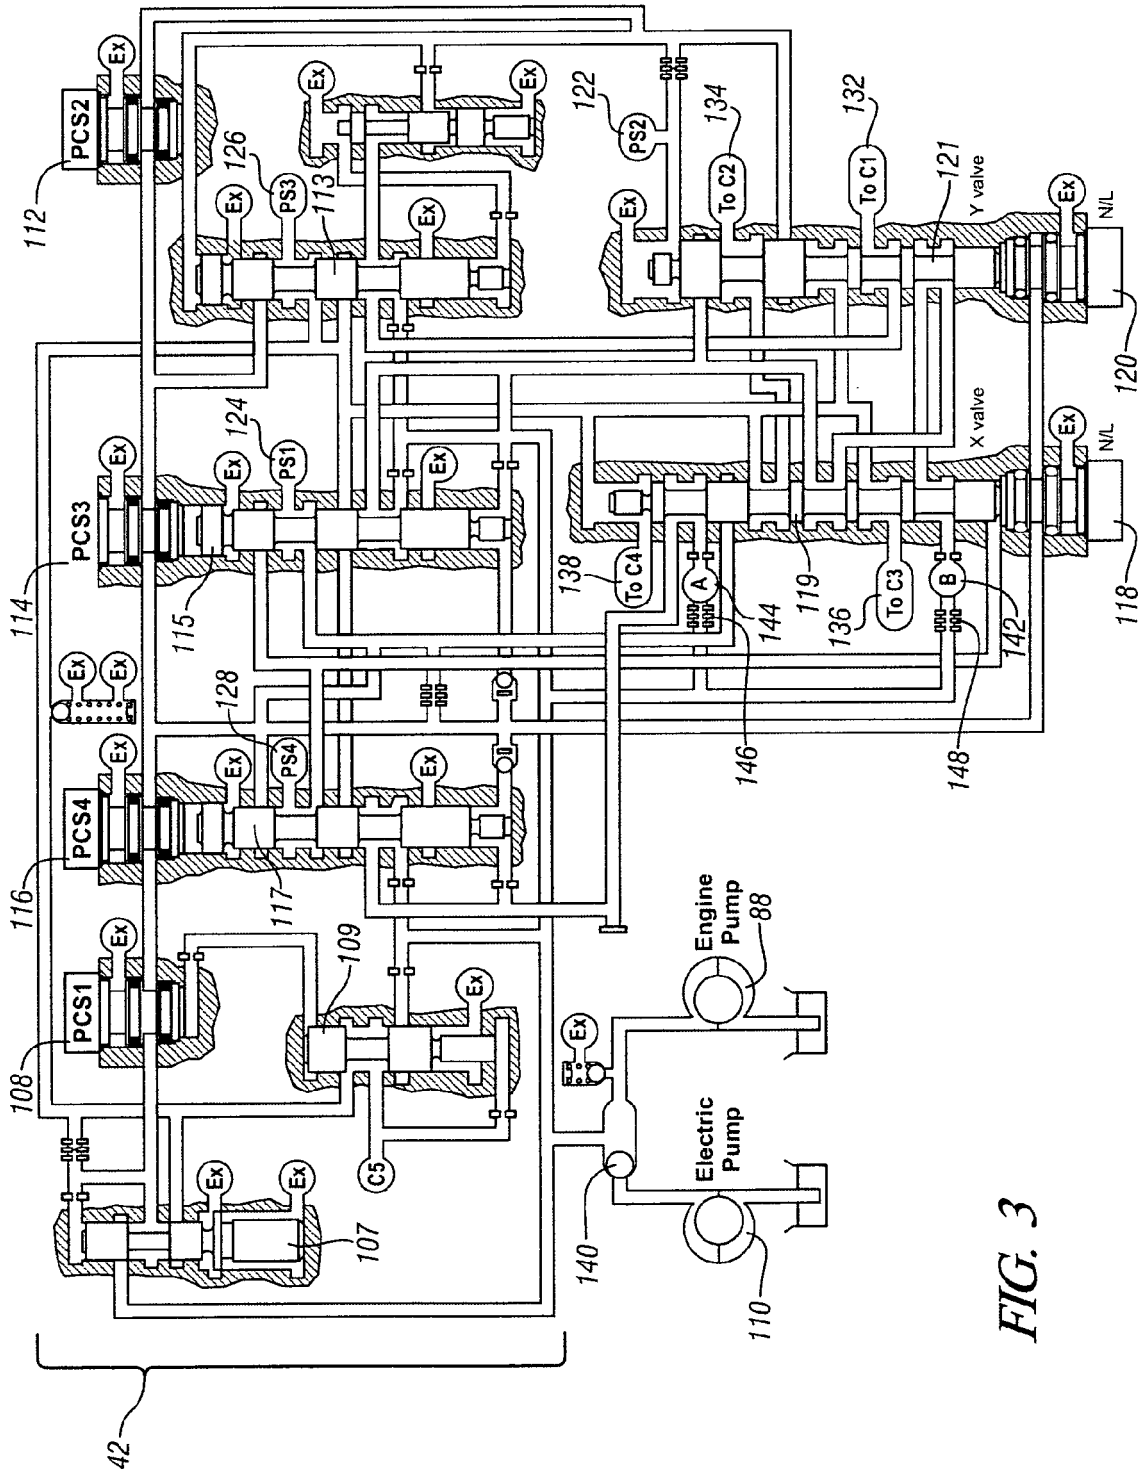 112
PCS2
Ex
126
PS3
Ex
113
Ex
Ex
Ex
122
PS2
134
To C2
132
To C1
121
Y valve
Ex
Ex
N/L
120
114
PCS3
Ex
115
124
PS1
Ex
Ex
138
To C4
A
144
119
136
To C3
B
142
X valve
Ex
N/L
118
146
148
Ex
Ex
116
PCS4
Ex
128
PS4
Ex
117
Ex
108
PCS1
Ex
109
Ex
C5
107
Ex
Ex
42
Ex
140
Engine
Pump
88
Electric
Pump
110
FIG. 3